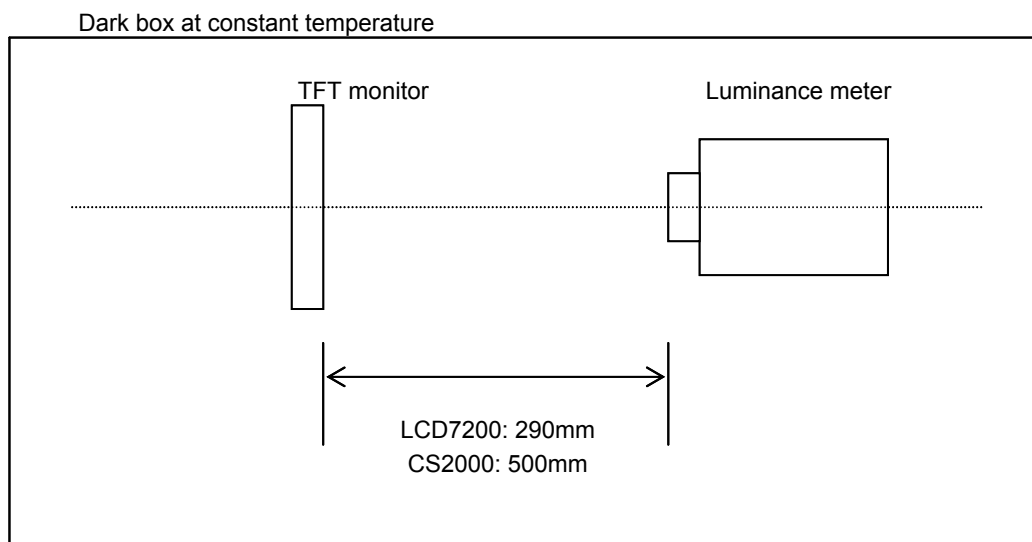 Dark box at constant temperature
TFT monitor
Luminance meter
LCD7200: 290mm
CS2000: 500mm